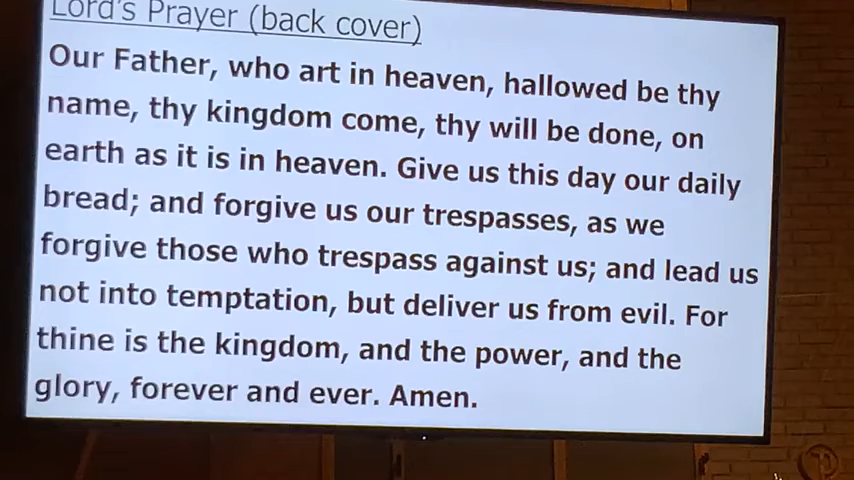 Lord's Prayer (back cover)
Our Father, who art in heaven, hallowed be thy
name, thy kingdom come, thy will be done, on
earth as it is in heaven. Give us this day our daily
bread; and forgive us our trespasses, as we
forgive those who trespass against us; and lead us
not into temptation, but deliver us from evil. For
thine is the kingdom, and the power, and the
glory, forever and ever. Amen.